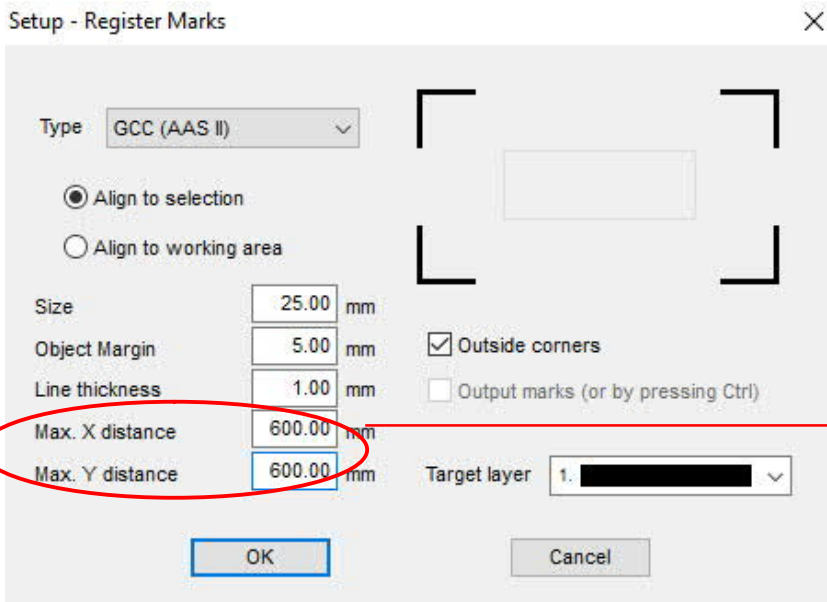 Setup - Register Marks
Type GCC (AAS II)
Align to selection
Align to working area
Size 25.00 mm
Object Margin 5.00 mm
Line thickness 1.00 mm
Max. X distance 600.00 mm
Max. Y distance 600.00 mm
Outside corners
Output marks (or by pressing Ctrl)
Target layer 1.
OK Cancel